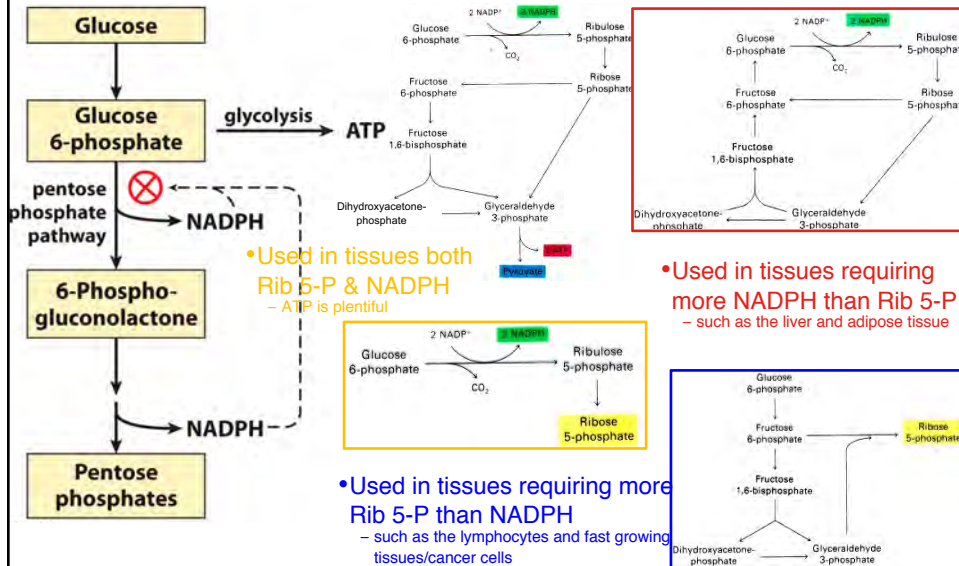 Glucose
Glucose
6-phosphate
glycolysis
ATP
pentose
phosphate
pathway
NADPH
6-Phospho-
gluconolactone
NADPH
Pentose
phosphates
2 NADP⁺
2 NADPH
Glucose
6-phosphate
CO₂
Ribulose
5-phosphate
Fructose
6-phosphate
Ribose
5-phosphate
Fructose
1,6-bisphosphate
Dihydroxyacetone-
phosphate
Glyceraldehyde
3-phosphate
2 ATP
Pyruvate
•Used in tissues both
Rib 5-P & NADPH
– ATP is plentiful
2 NADP⁺
2 NADPH
Glucose
6-phosphate
CO₂
Ribulose
5-phosphate
Ribose
5-phosphate
2 NADP⁺
2 NADPH
Glucose
6-phosphate
CO₂
Ribulose
5-phosphate
Fructose
6-phosphate
Ribose
5-phosphate
Fructose
1,6-bisphosphate
Dihydroxyacetone-
phosphate
Glyceraldehyde
3-phosphate
•Used in tissues requiring
more NADPH than Rib 5-P
– such as the liver and adipose tissue
•Used in tissues requiring more
Rib 5-P than NADPH
– such as the lymphocytes and fast growing
tissues/cancer cells
Glucose
6-phosphate
Fructose
6-phosphate
Ribose
5-phosphate
Fructose
1,6-bisphosphate
Dihydroxyacetone-
phosphate
Glyceraldehyde
3-phosphate